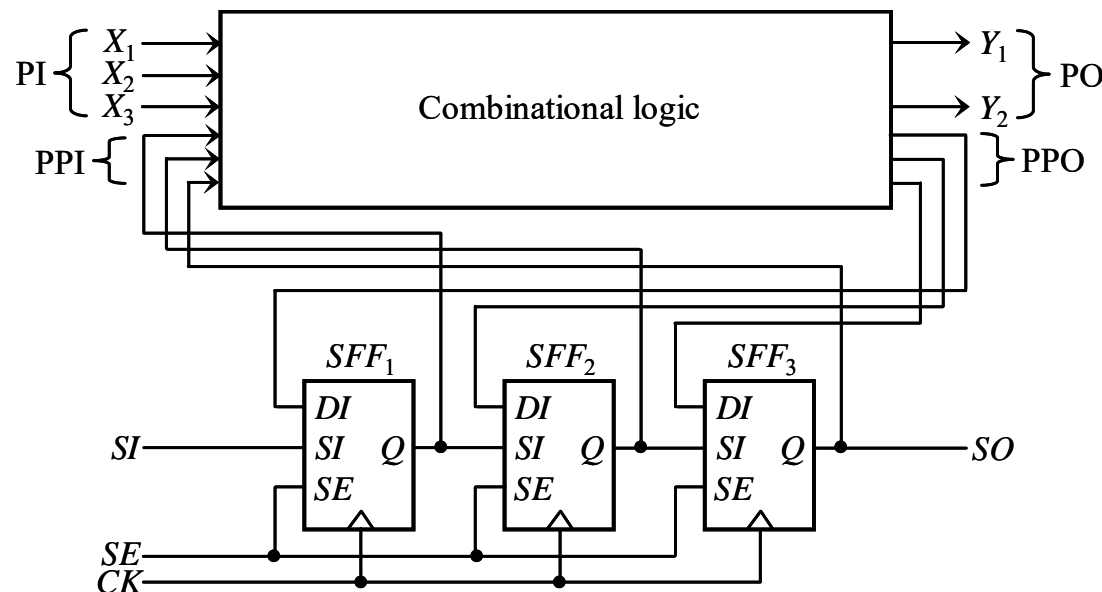 X₁
Y₁
PI
X₂
PO
X₃
Combinational logic
Y₂
PPI
PPO
SFF₁
SFF₂
SFF₃
DI
DI
DI
SI
SI
Q
SI
Q
SI
Q
SO
SE
SE
SE
SE
CK